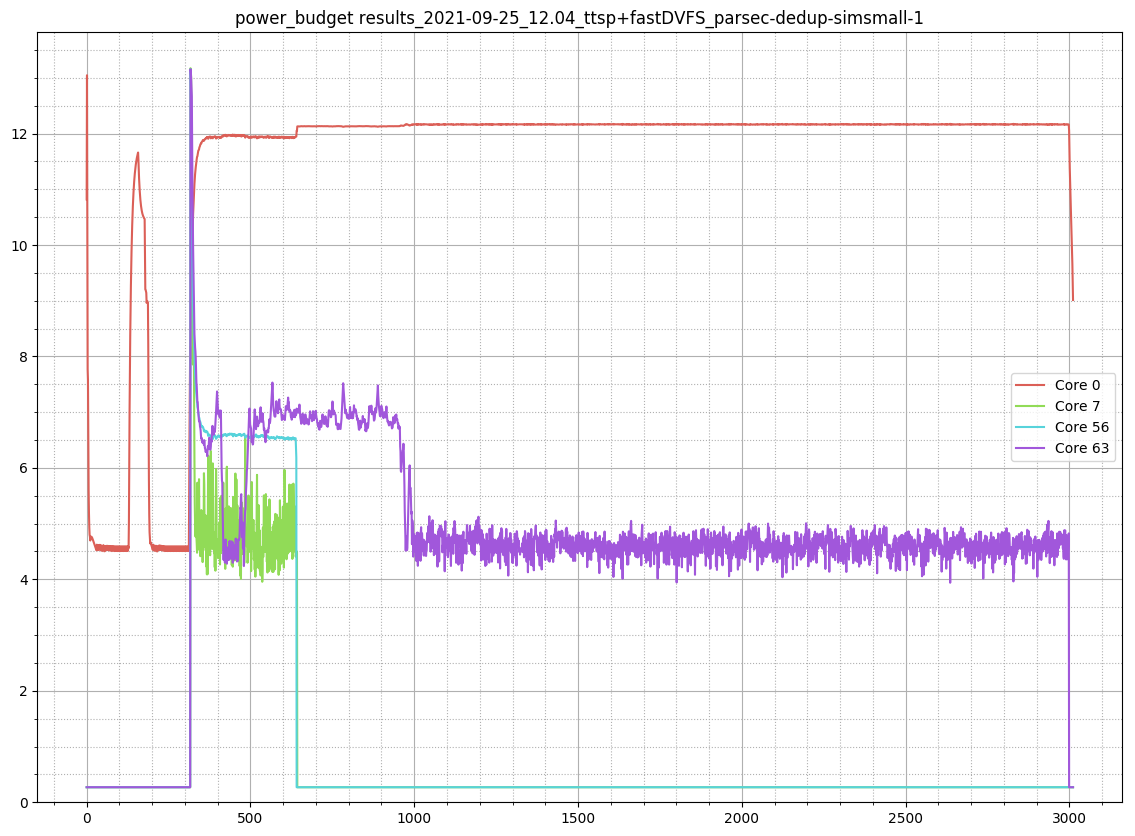 power_budget results_2021-09-25_12.04_ttsp+fastDVFS_parsec-dedup-simsmall-1
12
10
8
6
4
2
0
Core 0
Core 7
Core 56
Core 63
0 500 1000 1500 2000 2500 3000